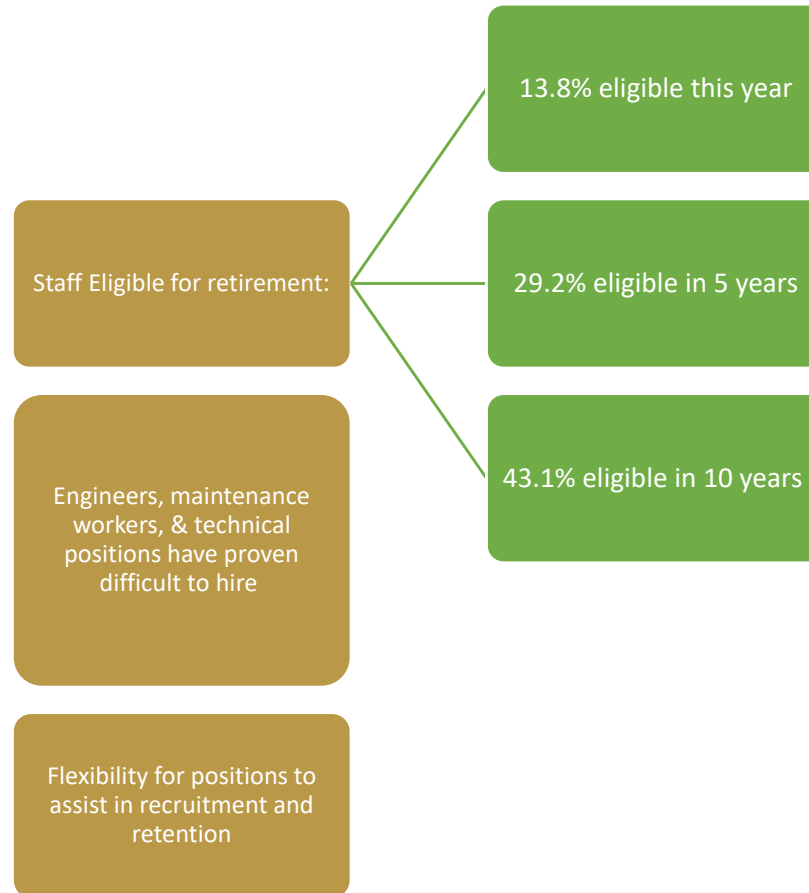 Staff Eligible for retirement:
13.8% eligible this year
29.2% eligible in 5 years
43.1% eligible in 10 years
Engineers, maintenance
workers, & technical
positions have proven
difficult to hire
Flexibility for positions to
assist in recruitment and
retention